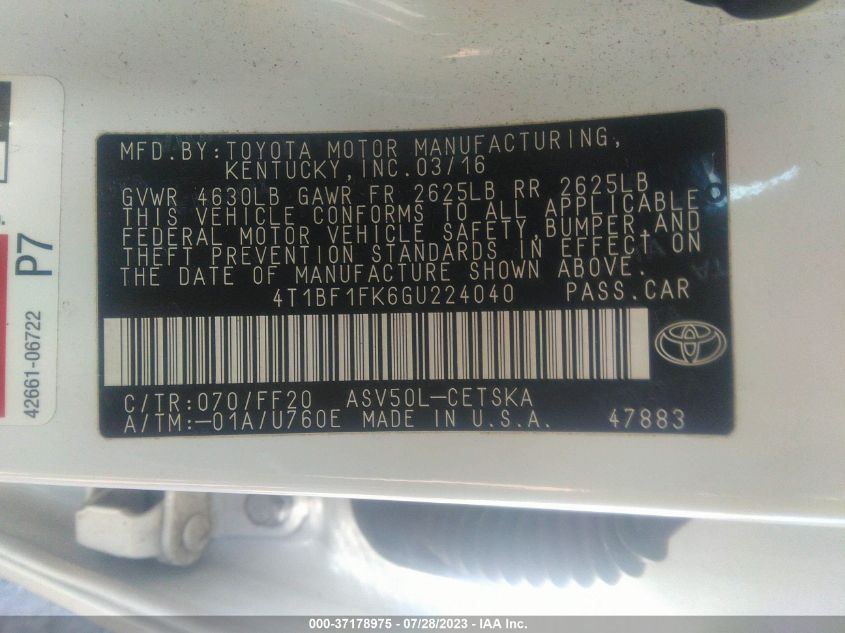 MFD.BY:TOYOTA MOTOR MANUFACTURING,
KENTUCKY,INC.03/16
GVWR 4630LB GAWR FR 2625LB RR 2625LB
THIS VEHICLE CONFORMS TO ALL APPLICABLE
FEDERAL MOTOR VEHICLE SAFETY,BUMPER,AND
THEFT PREVENTION STANDARDS IN EFFECT ON
THE DATE OF MANUFACTURE SHOWN ABOVE.
4T1BF1FK6GU224040 PASS.CAR
C/TR:070/FF20 ASV50L-CETSKA
A/TM:-01A/U760E MADE IN U.S.A. 47883
P7
42661-06722
000-37178975 - 07/28/2023 - IAA Inc.